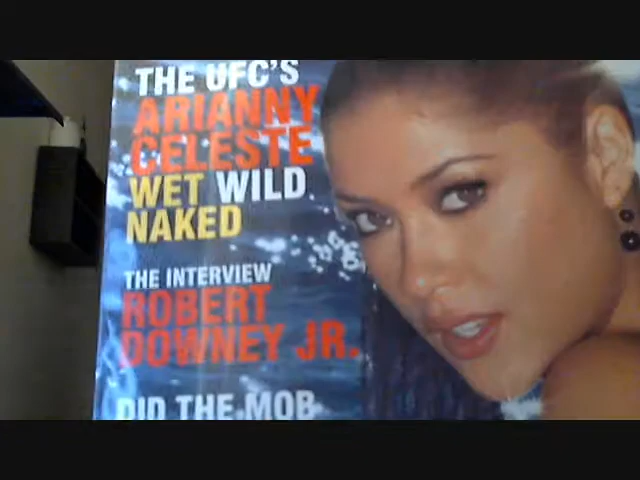 THE UFC'S
ARIANNY
CELESTE
WET WILD
NAKED
THE INTERVIEW
ROBERT
DOWNEY JR.
DID THE MOB